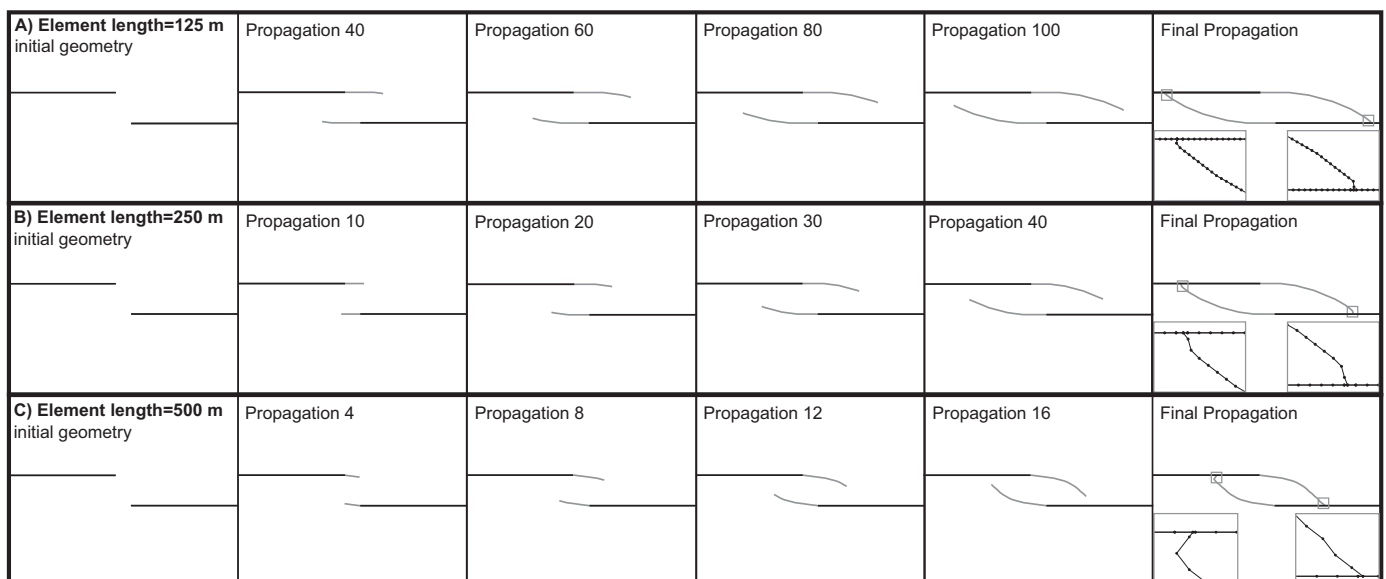 A) Element length=125 m
initial geometry
Propagation 40
Propagation 60
Propagation 80
Propagation 100
Final Propagation
B) Element length=250 m
initial geometry
Propagation 10
Propagation 20
Propagation 30
Propagation 40
Final Propagation
C) Element length=500 m
initial geometry
Propagation 4
Propagation 8
Propagation 12
Propagation 16
Final Propagation